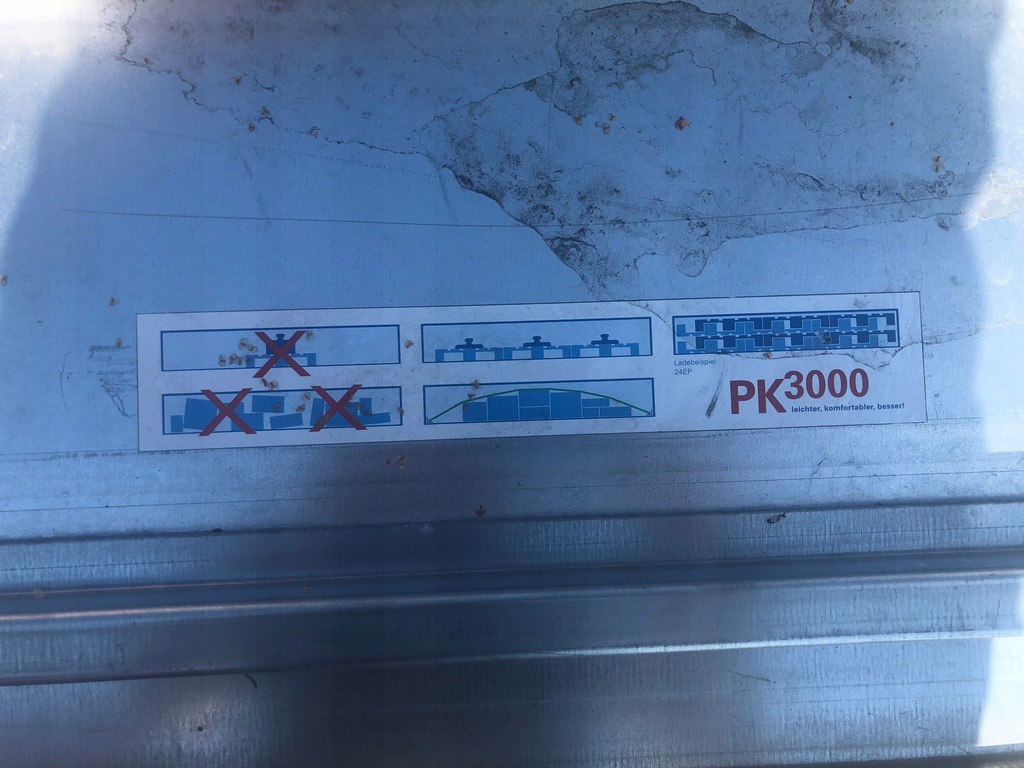 Ladebeispiel
24EP
PK3000
leichter, komfortabler, besser!